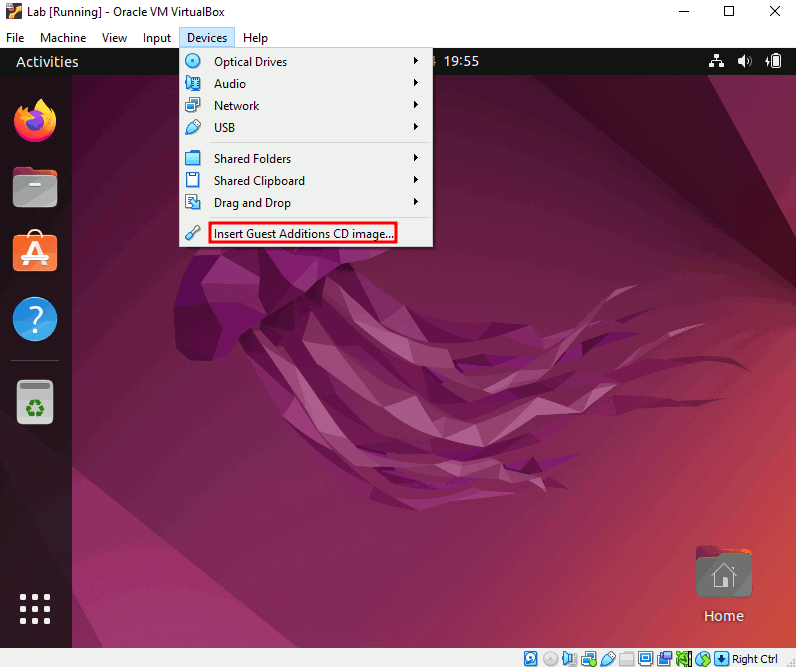 Lab [Running] - Oracle VM VirtualBox
File Machine View Input Devices Help
Activities
19:55
Optical Drives
Audio
Network
USB
Shared Folders
Shared Clipboard
Drag and Drop
Insert Guest Additions CD image...
?
Home
Right Ctrl